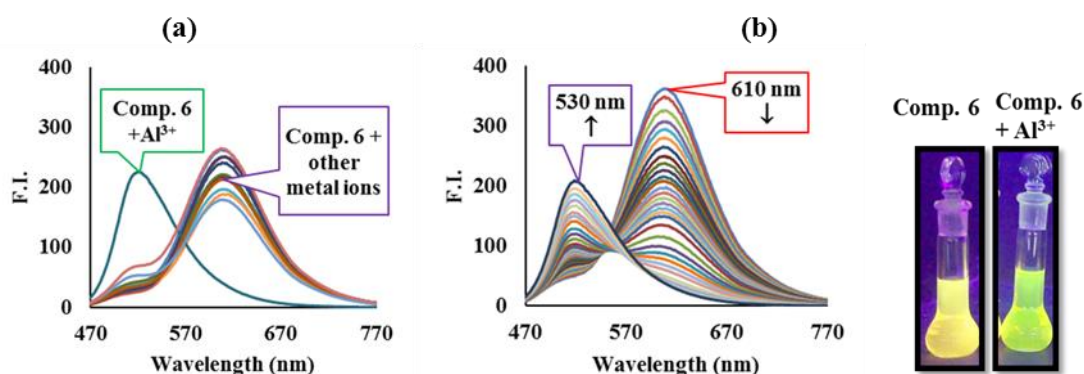 (a)
400
300
200
100
0
F.I.
Comp. 6
+Al³⁺
Comp. 6 +
other
metal ions
470
570
670
770
Wavelength (nm)
(b)
400
300
200
100
0
F.I.
530 nm
↑
610 nm
↓
470
570
670
770
Wavelength (nm)
Comp. 6
Comp. 6
+ Al³⁺